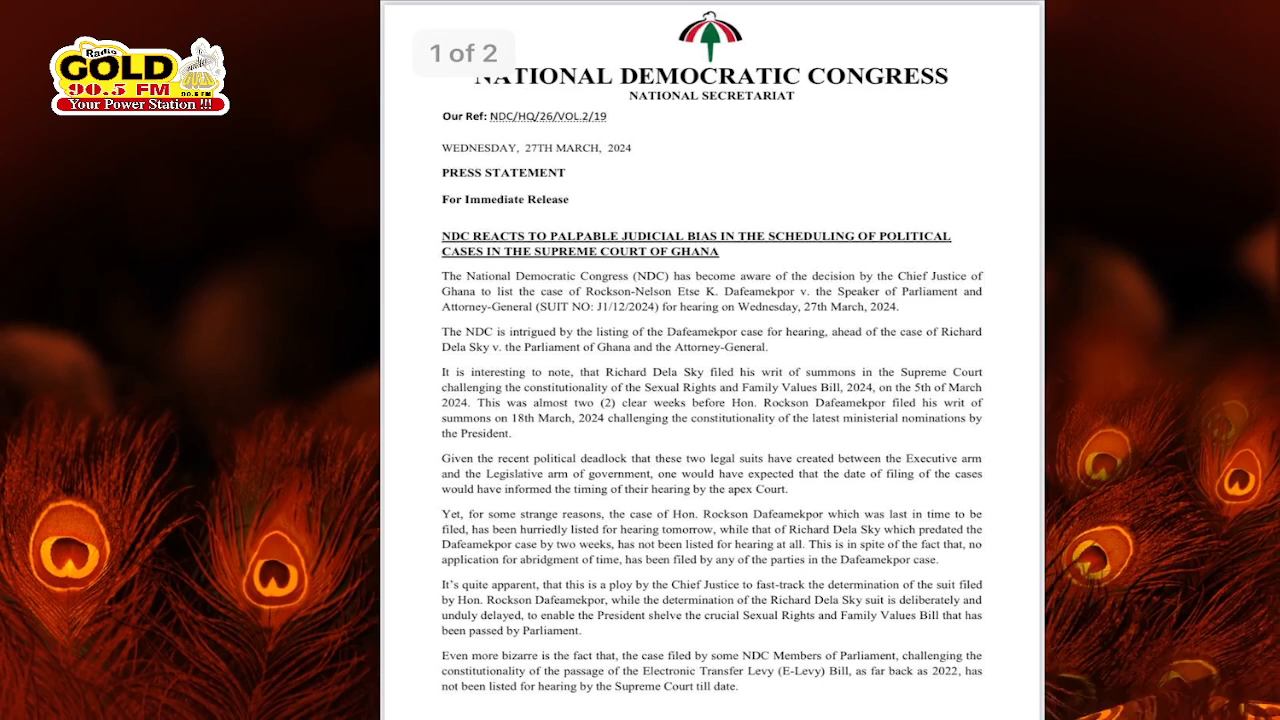 Radio
GOLD
90.5 FM
90.5 FM
Your Power Station !!!
1 of 2
NATIONAL DEMOCRATIC CONGRESS
NATIONAL SECRETARIAT
Our Ref: NDC/HQ/26/VOL.2/19
WEDNESDAY, 27TH MARCH, 2024
PRESS STATEMENT
For Immediate Release
NDC REACTS TO PALPABLE JUDICIAL BIAS IN THE SCHEDULING OF POLITICAL
CASES IN THE SUPREME COURT OF GHANA
The National Democratic Congress (NDC) has become aware of the decision by the Chief Justice of
Ghana to list the case of Rockson-Nelson Etse K. Dafeamekpor v. the Speaker of Parliament and
Attorney-General (SUIT NO: J1/12/2024) for hearing on Wednesday, 27th March, 2024.
The NDC is intrigued by the listing of the Dafeamekpor case for hearing, ahead of the case of Richard
Dela Sky v. the Parliament of Ghana and the Attorney-General.
It is interesting to note, that Richard Dela Sky filed his writ of summons in the Supreme Court
challenging the constitutionality of the Sexual Rights and Family Values Bill, 2024, on the 5th of March
2024. This was almost two (2) clear weeks before Hon. Rockson Dafeamekpor filed his writ of
summons on 18th March, 2024 challenging the constitutionality of the latest ministerial nominations by
the President.
Given the recent political deadlock that these two legal suits have created between the Executive arm
and the Legislative arm of government, one would have expected that the date of filing of the cases
would have informed the timing of their hearing by the apex Court.
Yet, for some strange reasons, the case of Hon. Rockson Dafeamekpor which was last in time to be
filed, has been hurriedly listed for hearing tomorrow, while that of Richard Dela Sky which predated the
Dafeamekpor case by two weeks, has not been listed for hearing at all. This is in spite of the fact that, no
application for abridgment of time, has been filed by any of the parties in the Dafeamekpor case.
It's quite apparent, that this is a ploy by the Chief Justice to fast-track the determination of the suit filed
by Hon. Rockson Dafeamekpor, while the determination of the Richard Dela Sky suit is deliberately and
unduly delayed, to enable the President shelve the crucial Sexual Rights and Family Values Bill that has
been passed by Parliament.
Even more bizarre is the fact that, the case filed by some NDC Members of Parliament, challenging the
constitutionality of the passage of the Electronic Transfer Levy (E-Levy) Bill, as far back as 2022, has
not been listed for hearing by the Supreme Court till date.